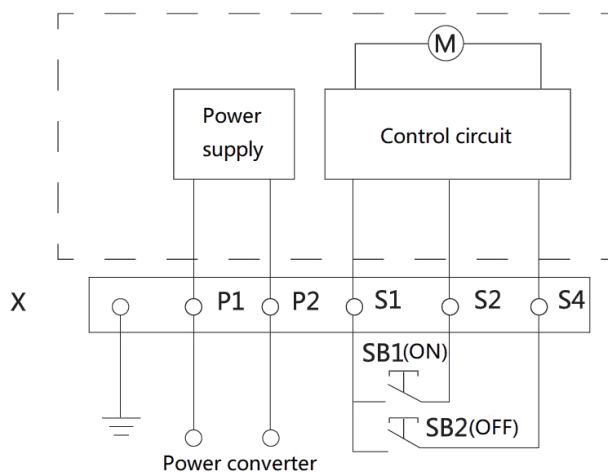 M
Power
supply
Control circuit
X
P1 P2 S1 S2 S4
SB1(ON)
SB2(OFF)
Power converter